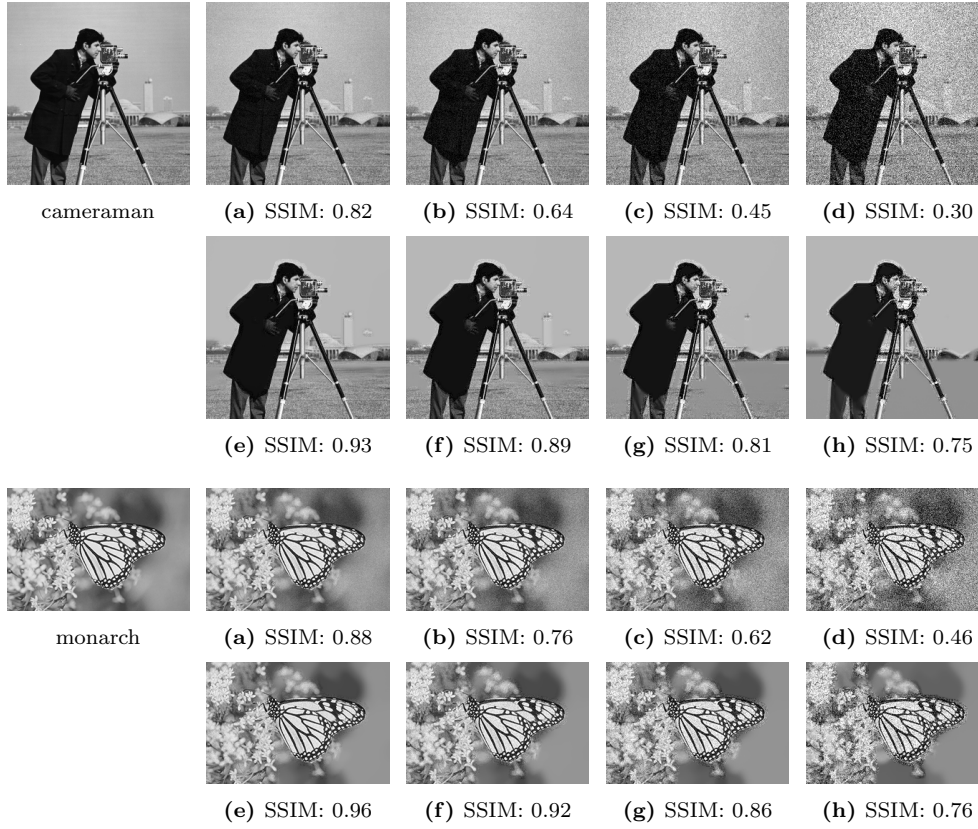 cameraman
(a) SSIM: 0.82
(b) SSIM: 0.64
(c) SSIM: 0.45
(d) SSIM: 0.30
(e) SSIM: 0.93
(f) SSIM: 0.89
(g) SSIM: 0.81
(h) SSIM: 0.75
monarch
(a) SSIM: 0.88
(b) SSIM: 0.76
(c) SSIM: 0.62
(d) SSIM: 0.46
(e) SSIM: 0.96
(f) SSIM: 0.92
(g) SSIM: 0.86
(h) SSIM: 0.76